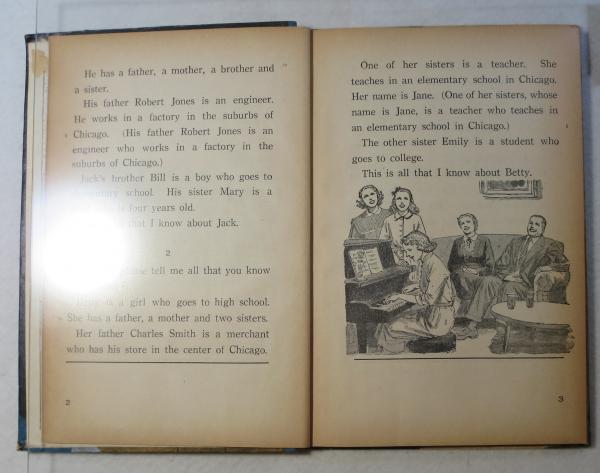 He has a father, a mother, a brother and
a sister.
His father Robert Jones is an engineer.
He works in a factory in the suburbs of
Chicago. (His father Robert Jones is an
engineer who works in a factory in the
suburbs of Chicago.)
Jack's brother Bill is a boy who goes to
school. His sister Mary is a
is four years old.
that I know about Jack.
2
tell me all that you know
is a girl who goes to high school.
She has a father, a mother and two sisters.
Her father Charles Smith is a merchant
who has his store in the center of Chicago.
2
One of her sisters is a teacher. She
teaches in an elementary school in Chicago.
Her name is Jane. (One of her sisters, whose
name is Jane, is a teacher who teaches in
an elementary school in Chicago.)
The other sister Emily is a student who
goes to college.
This is all that I know about Betty.
3